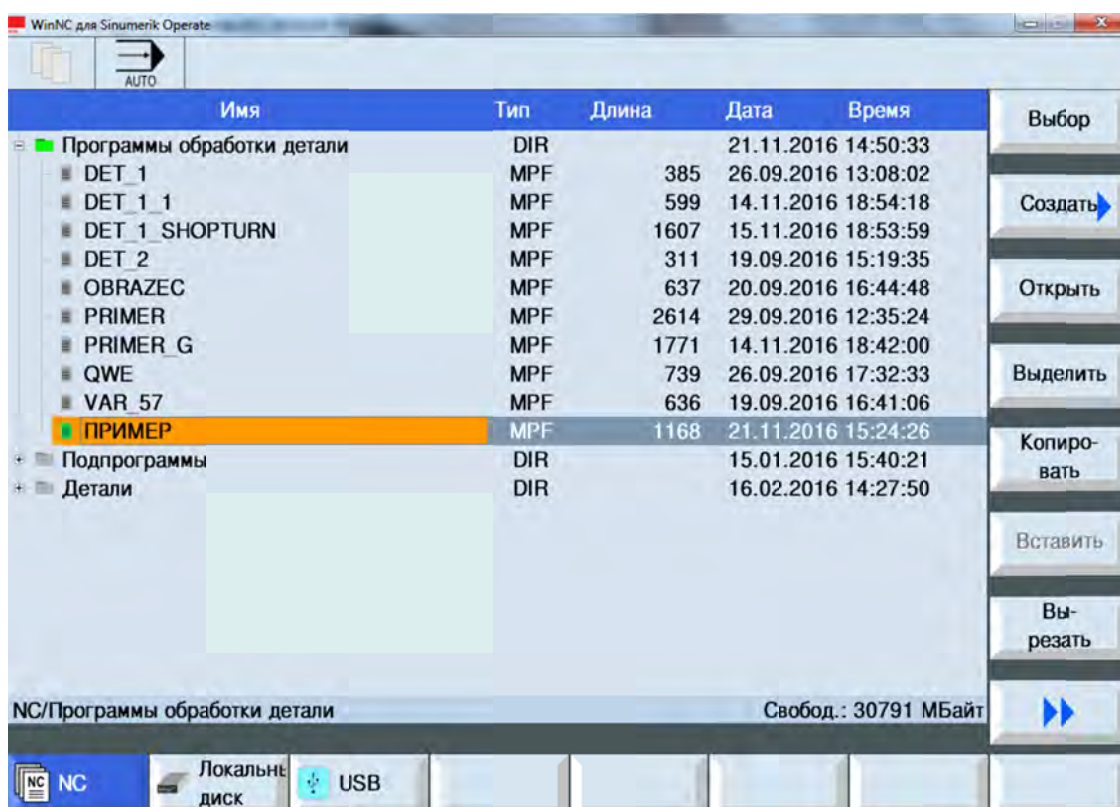 WinNC для Sinumerik Operate
AUTO
Имя Тип Длина Дата Время
Программы обработки детали DIR 21.11.2016 14:50:33
DET_1 MPF 385 26.09.2016 13:08:02
DET_1_1 MPF 599 14.11.2016 18:54:18
DET_1_SHOPTURN MPF 1607 15.11.2016 18:53:59
DET_2 MPF 311 19.09.2016 15:19:35
OBRAZEC MPF 637 20.09.2016 16:44:48
PRIMER MPF 2614 29.09.2016 12:35:24
PRIMER_G MPF 1771 14.11.2016 18:42:00
QWE MPF 739 26.09.2016 17:32:33
VAR_57 MPF 636 19.09.2016 16:41:06
ПРИМЕР MPF 1168 21.11.2016 15:24:26
Подпрограммы DIR 15.01.2016 15:40:21
Детали DIR 16.02.2016 14:27:50
NC/Программы обработки детали Свобод.: 30791 МБайт
Выбор
Создать
Открыть
Выделить
Копиро-
вать
Вставить
Вы-
резать
NC NC
Локальны
диск
USB